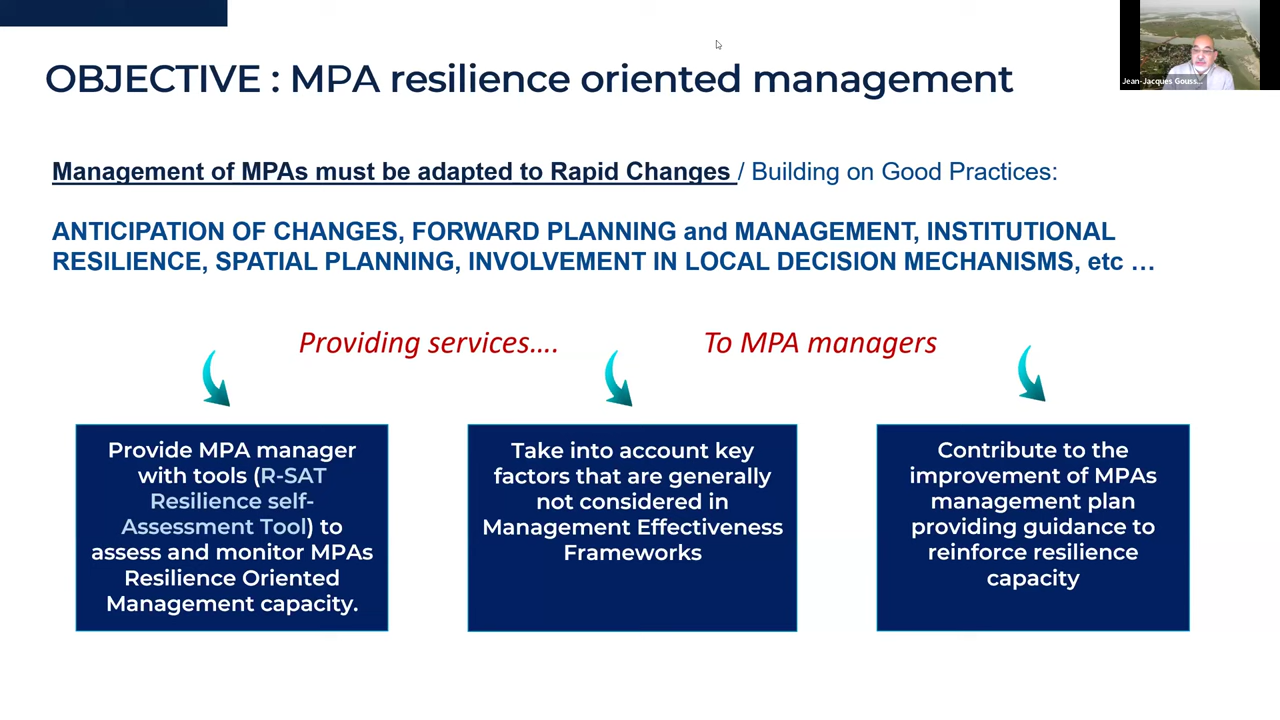 OBJECTIVE : MPA resilience oriented management
Jean-Jacques Gouss...
Management of MPAs must be adapted to Rapid Changes / Building on Good Practices:
ANTICIPATION OF CHANGES, FORWARD PLANNING and MANAGEMENT, INSTITUTIONAL
RESILIENCE, SPATIAL PLANNING, INVOLVEMENT IN LOCAL DECISION MECHANISMS, etc …
Providing services.... To MPA managers
Provide MPA manager
with tools (R-SAT
Resilience self-
Assessment Tool) to
assess and monitor MPAs
Resilience Oriented
Management capacity.
Take into account key
factors that are generally
not considered in
Management Effectiveness
Frameworks
Contribute to the
improvement of MPAs
management plan
providing guidance to
reinforce resilience
capacity